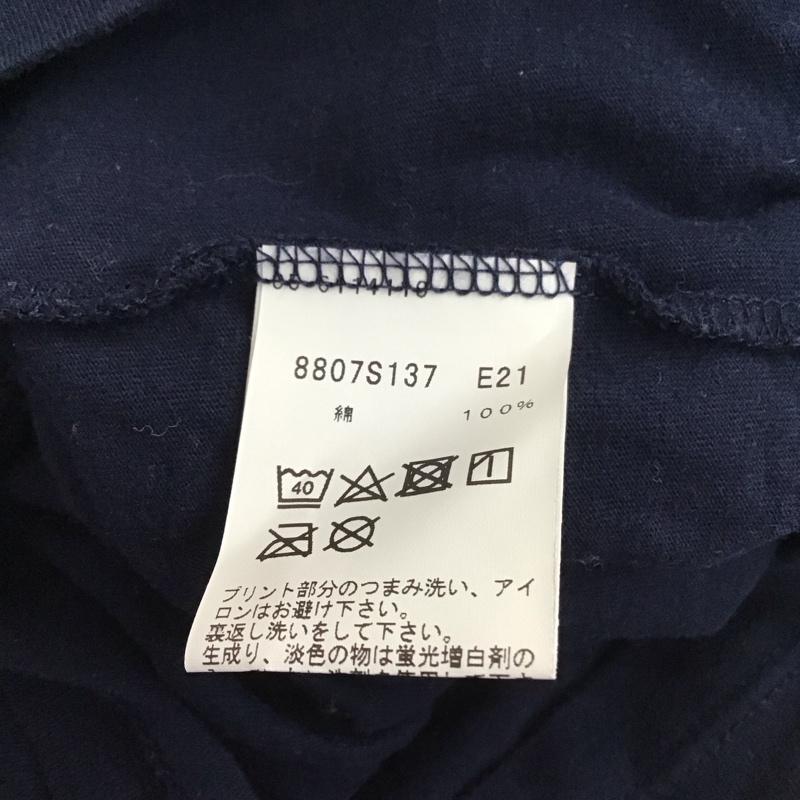 8807S137 E21
綿 100%
40
プリント部分のつまみ洗い、アイ
ロンはお避け下さい。
裏返し洗いをして下さい。
生成り、淡色の物は蛍光増白剤の